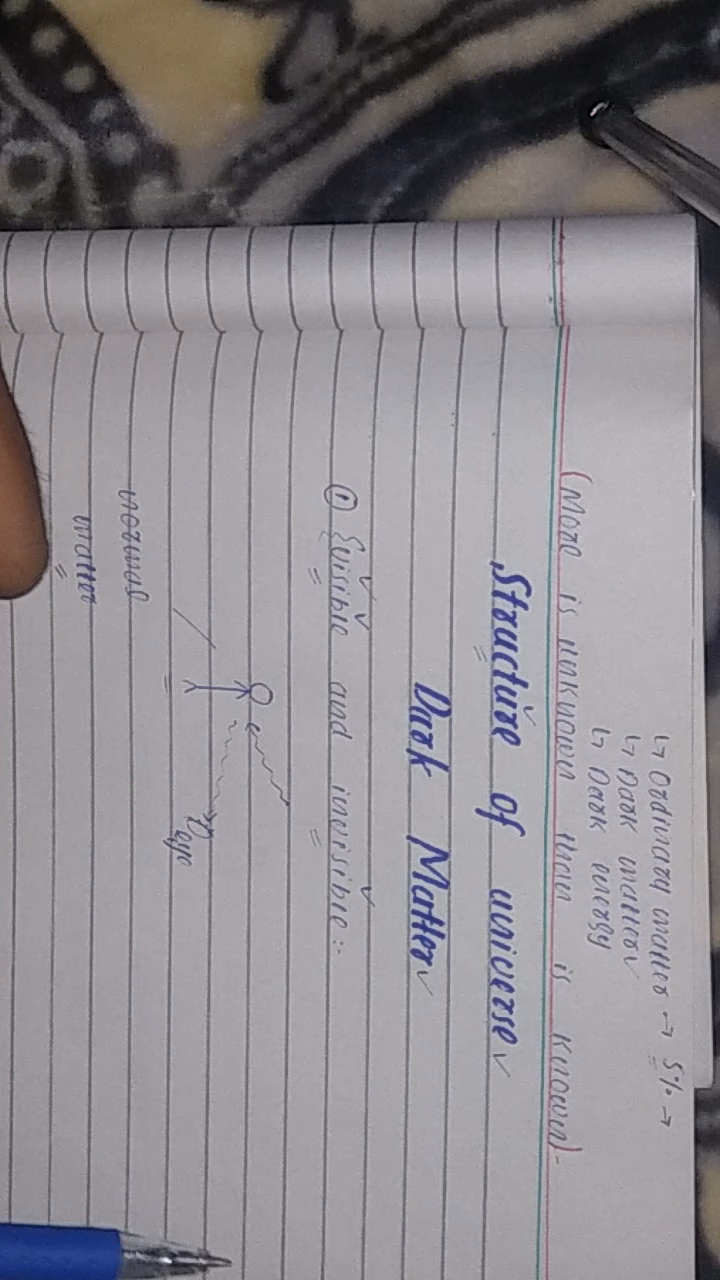 ↳ Ordinary matter → 5% →
↳ Dark matter
↳ Dark energy
(More is unknown than is known)-
Structure of universe
Dark Matter
① Visible and invisible :-
eye
normal
matter